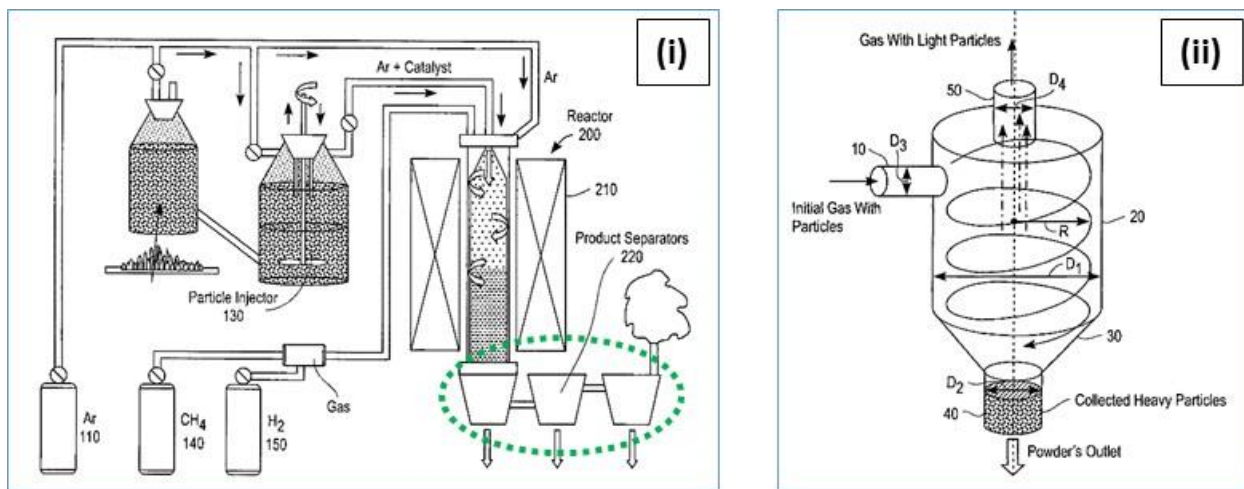 (i)
Ar + Catalyst
Ar
Reactor
200
210
Product Separators
220
Particle Injector
130
Gas
Ar
110
CH4
140
H2
150
(ii)
Gas With Light Particles
50
D4
10
D3
Initial Gas With
Particles
20
R
D1
30
D2
40
Collected Heavy Particles
Powder's Outlet